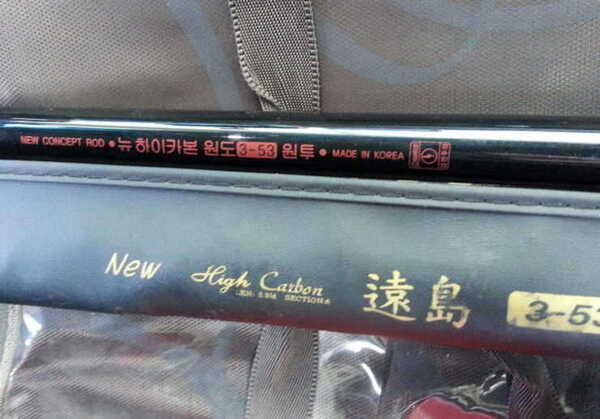 NEW CONCEPT ROD • 뉴 하이카본 원도 3-53 원투 • MADE IN KOREA
New High Carbon 遠島 3-53
SECTIONS